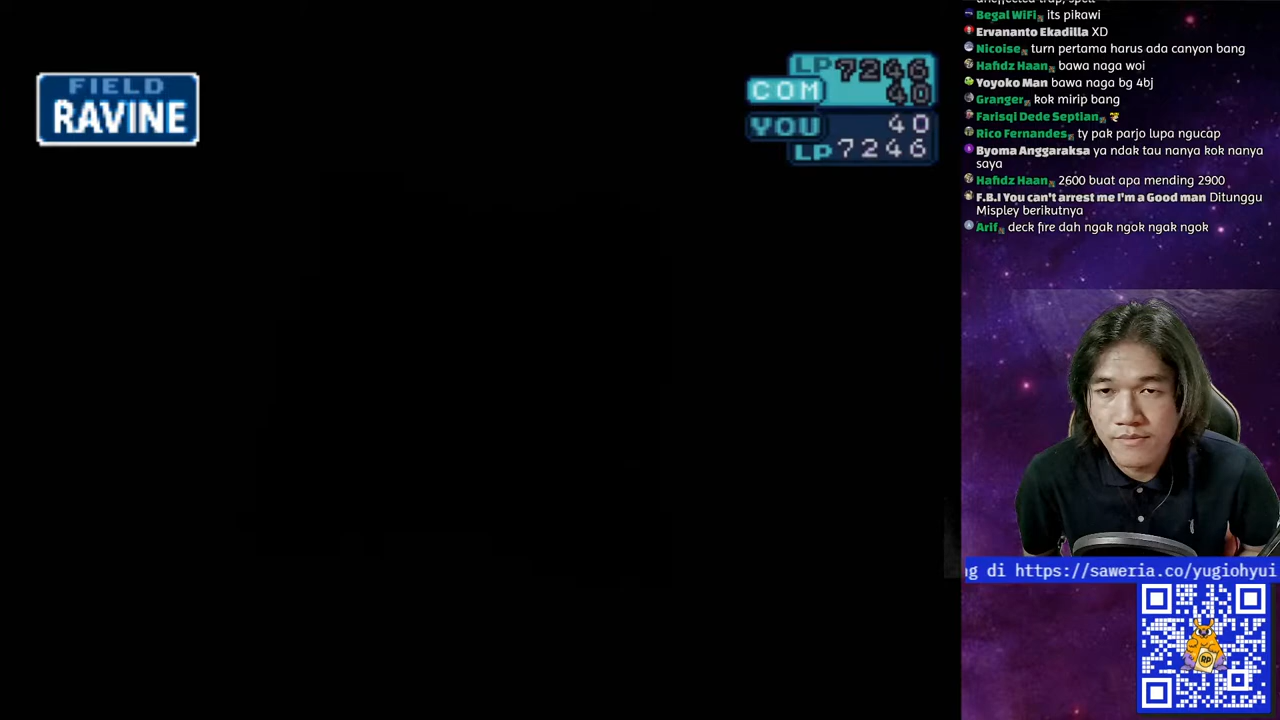 FIELD
RAVINE
LP 7246
COM 40
YOU 40
LP 7246
Begal WiFi its pikawi
Ervananto Ekadilla XD
Nicoise turn pertama harus ada canyon bang
Hafidz Haan bawa naga woi
Yoyoko Man bawa naga bg 4bj
Granger kok mirip bang
Farisqi Dede Septian
Rico Fernandes ty pak parjo lupa ngucap
Byoma Anggaraksa ya ndak tau nanya kok nanya
saya
Hafidz Haan 2600 buat apa mending 2900
F.B.I You can't arrest me I'm a Good man Ditunggu
Mispley berikutnya
Arif deck fire dah ngak ngok ngak ngok
g di https://saweria.co/yugiohyui